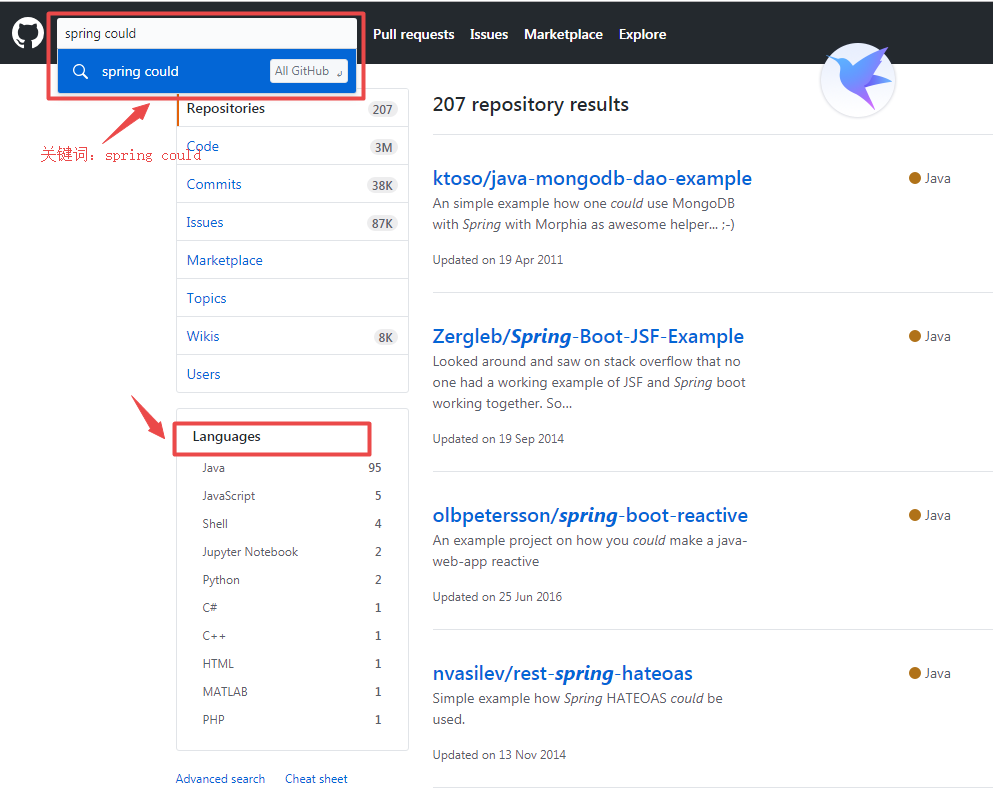 spring could
Pull requests Issues Marketplace Explore
spring could All GitHub
Repositories 207
关键词：spring could
Code 3M
Commits 38K
Issues 87K
Marketplace
Topics
Wikis 8K
Users
Languages
Java 95
JavaScript 5
Shell 4
Jupyter Notebook 2
Python 2
C# 1
C++ 1
HTML 1
MATLAB 1
PHP 1
Advanced search Cheat sheet
207 repository results
ktoso/java-mongodb-dao-example Java
An simple example how one could use MongoDB
with Spring with Morphia as awesome helper... ;-)
Updated on 19 Apr 2011
Zergleb/Spring-Boot-JSF-Example Java
Looked around and saw on stack overflow that no
one had a working example of JSF and Spring boot
working together. So...
Updated on 19 Sep 2014
olbpetersson/spring-boot-reactive Java
An example project on how you could make a java-
web-app reactive
Updated on 25 Jun 2016
nvasilev/rest-spring-hateoas Java
Simple example how Spring HATEOAS could be
used.
Updated on 13 Nov 2014